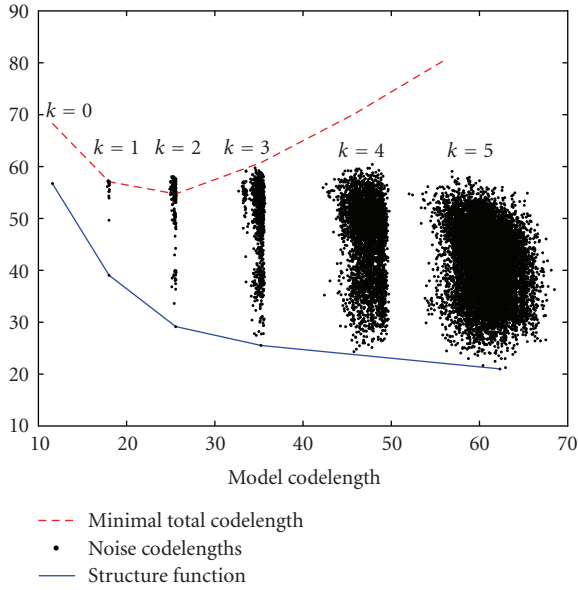 90
80
70
60
50
40
30
20
10
k = 0
k = 1
k = 2
k = 3
k = 4
k = 5
10 20 30 40 50 60 70
Model codelength
Minimal total codelength
Noise codelengths
Structure function